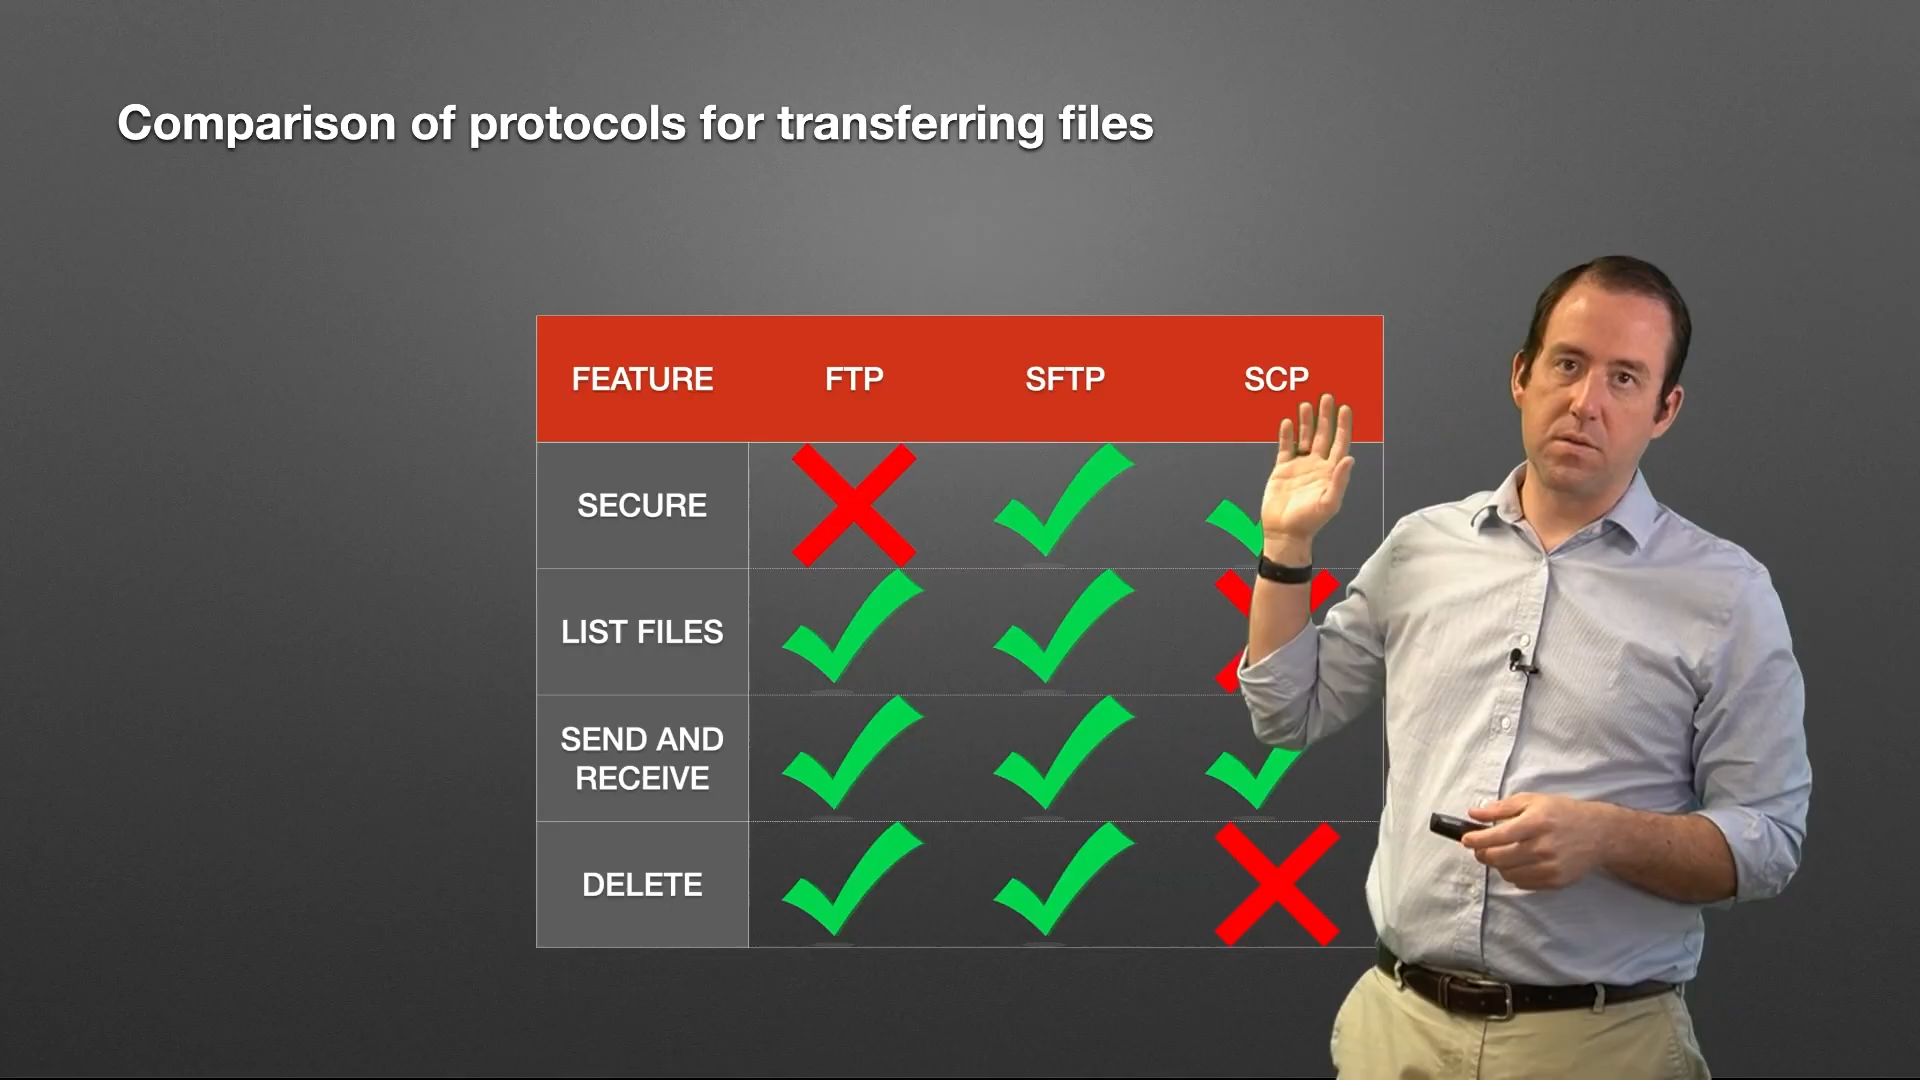 Comparison of protocols for transferring files
FEATURE FTP SFTP SCP
SECURE
LIST FILES
SEND AND
RECEIVE
DELETE